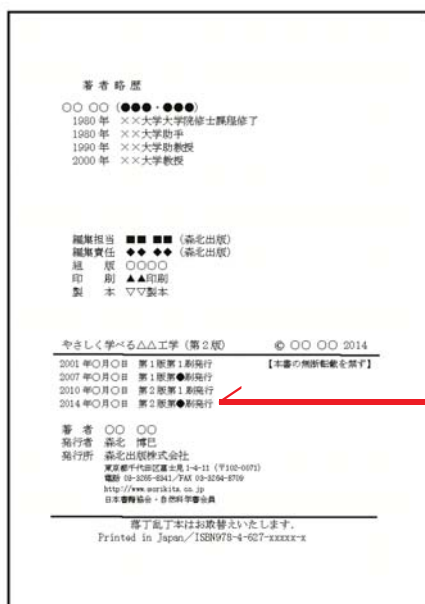 著者略歴
○○ ○○（●●●・●●●）
1980 年 ××大学大学院修士課程修了
1980 年 ××大学助手
1990 年 ××大学助教授
2000 年 ××大学教授
編集担当 ■■ ■■（森北出版）
編集責任 ◆◆ ◆◆（森北出版）
組 版 ○○○○
印 刷 ▲▲印刷
製 本 ▽▽製本
やさしく学べる△△工学（第２版） © ○○ ○○ 2014
2001 年○月○日 第１版第１刷発行 【本書の無断転載を禁ず】
2007 年○月○日 第１版第●刷発行
2010 年○月○日 第２版第１刷発行
2014 年○月○日 第２版第●刷発行
著 者 ○○ ○○
発行者 森北 博巳
発行所 森北出版株式会社
東京都千代田区富士見 1-4-11（〒102-0071）
電話 03-3265-8341／FAX 03-3264-8709
http://www.morikita.co.jp
日本書籍協会・自然科学書会員
落丁乱丁本はお取替えいたします．
Printed in Japan／ISBN978-4-627-xxxxx-x